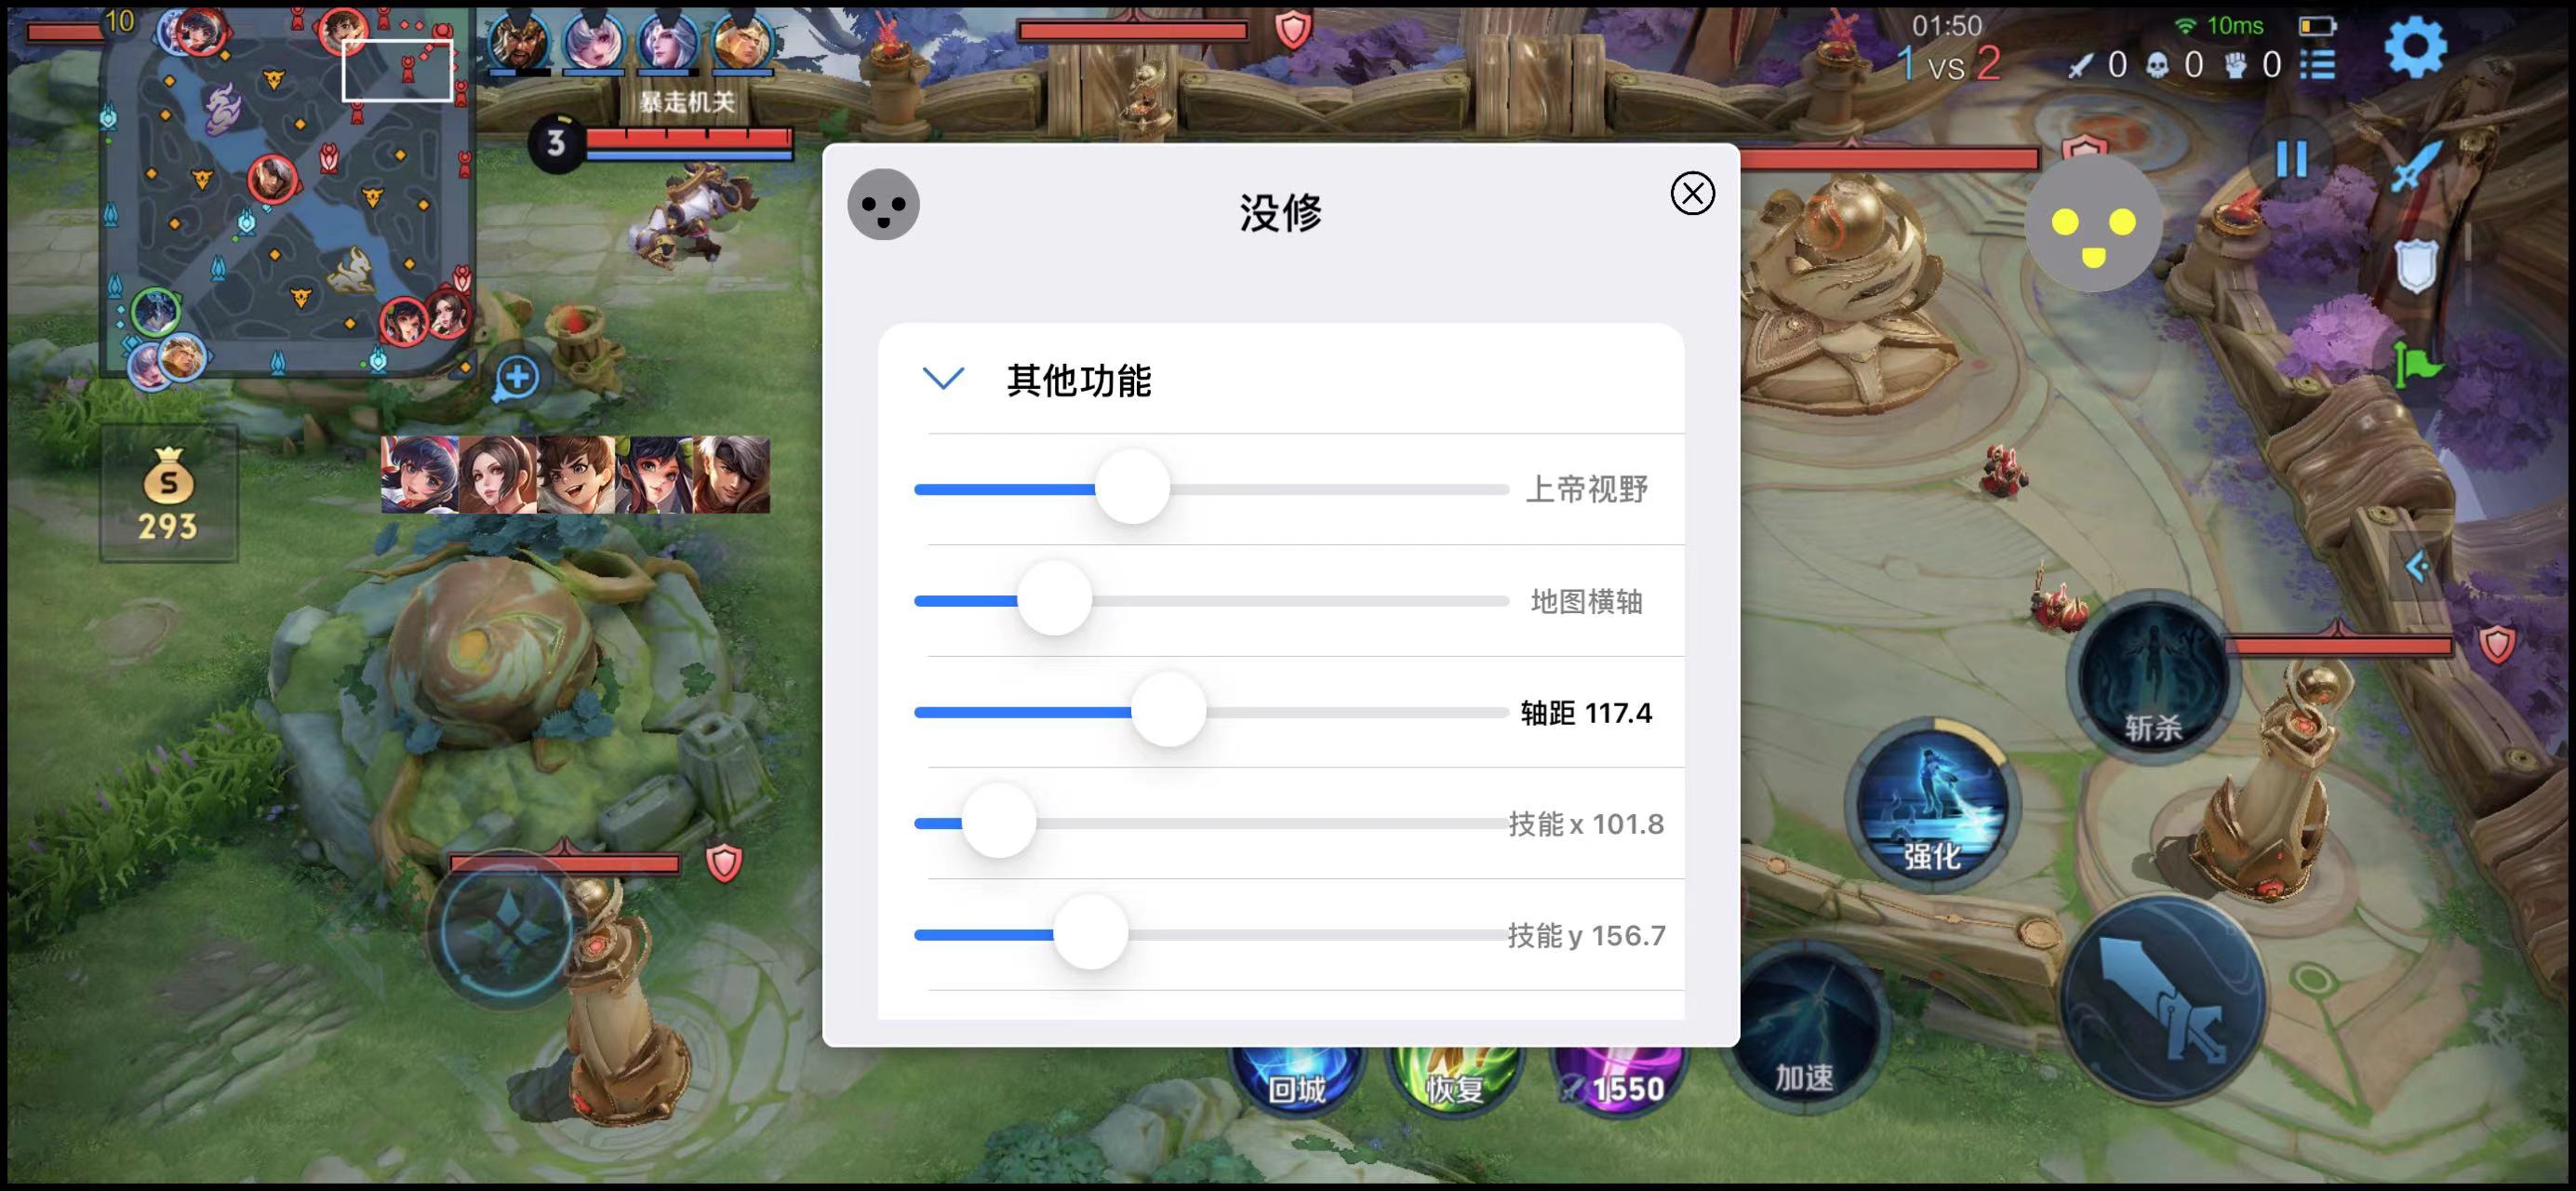 10
暴走机关
3
01:50
10ms
1 vs 2
0
0
0
没修
其他功能
上帝视野
地图横轴
轴距 117.4
技能x 101.8
技能y 156.7
S
293
斩杀
强化
加速
回城
恢复
1550